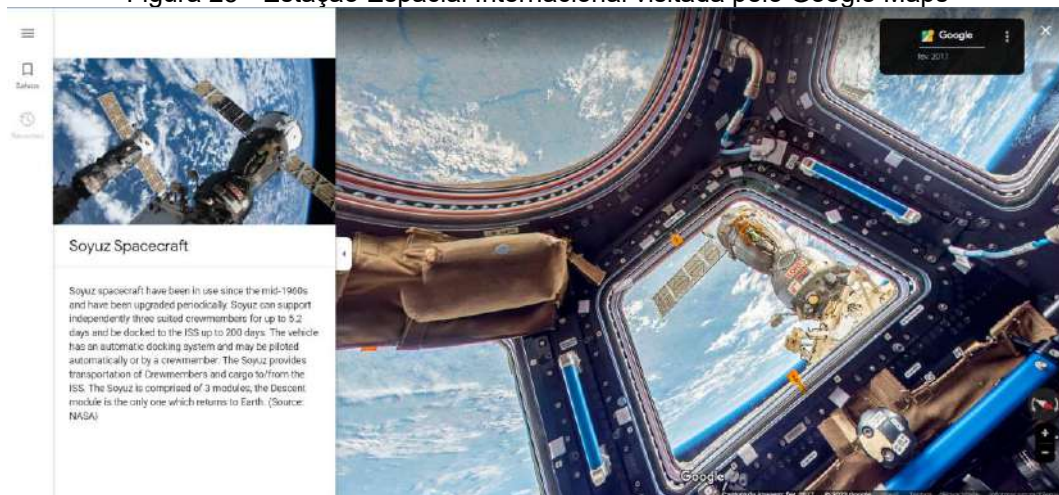 Figura 25 - Estação Espacial Internacional visitada pelo Google Maps
Google
fev. 2017
Salvos
Recentes
Soyuz Spacecraft
Soyuz spacecraft have been in use since the mid-1960s
and have been upgraded periodically. Soyuz can support
independently three suited crewmembers for up to 5.2
days and be docked to the ISS up to 200 days. The vehicle
has an automatic docking system and may be piloted
automatically or by a crewmember. The Soyuz provides
transportation of Crewmembers and cargo to/from the
ISS. The Soyuz is comprised of 3 modules, the Descent
module is the only one which returns to Earth. (Source:
NASA)
Google